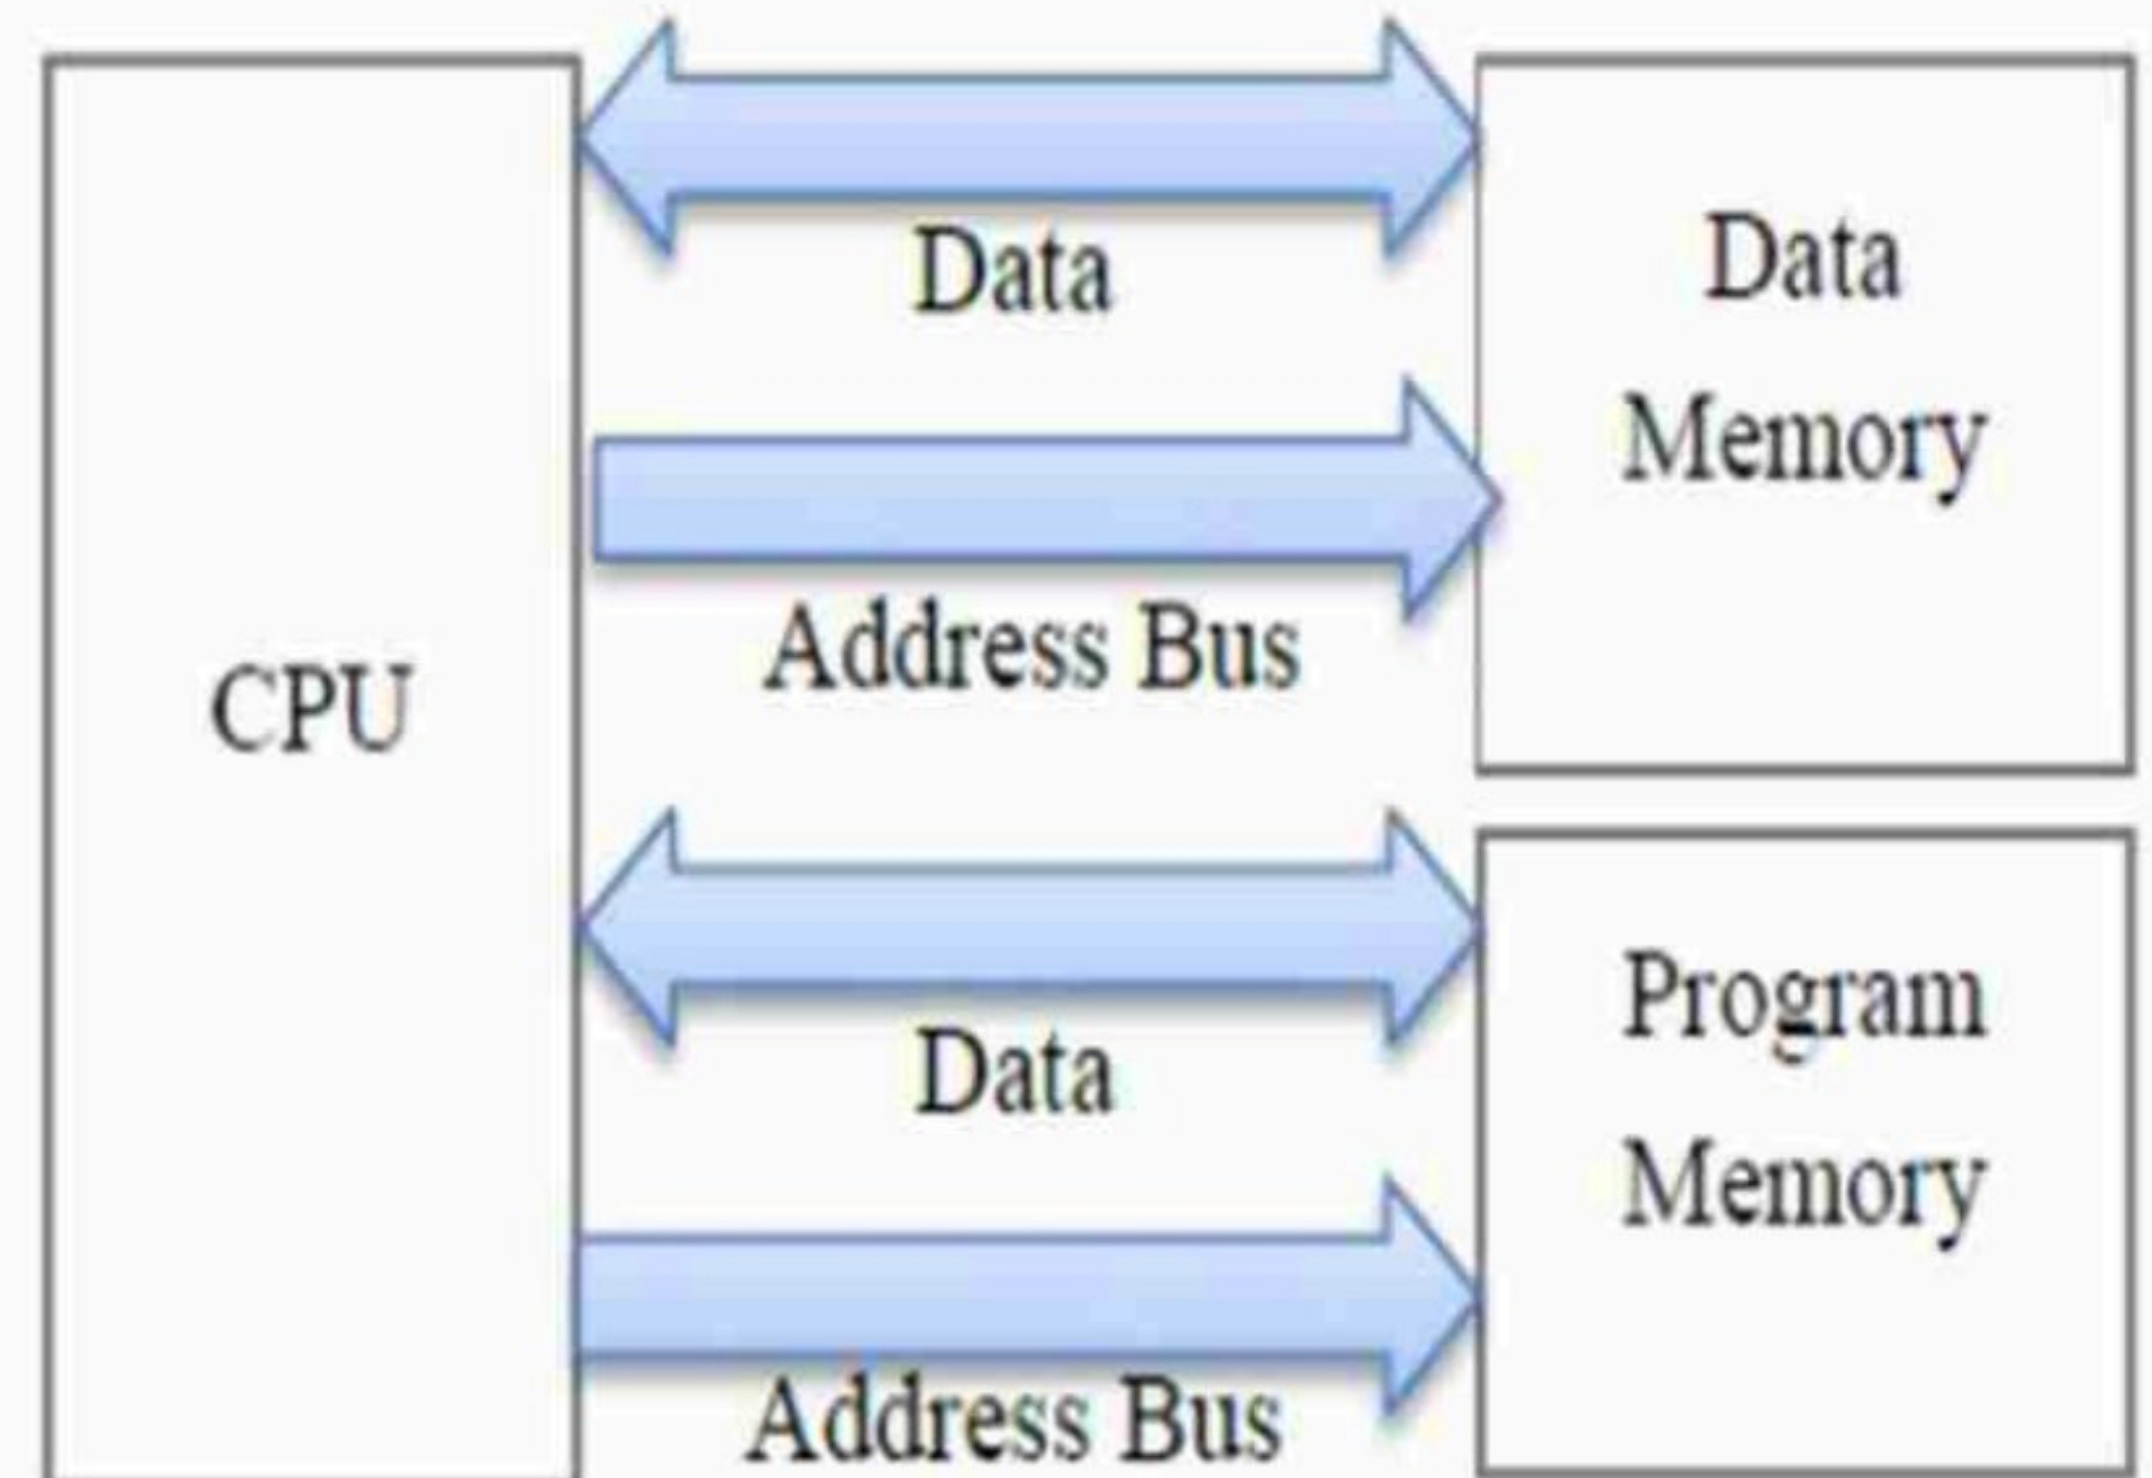 Data
Data
Memory
Address Bus
CPU
Data
Program
Memory
Address Bus